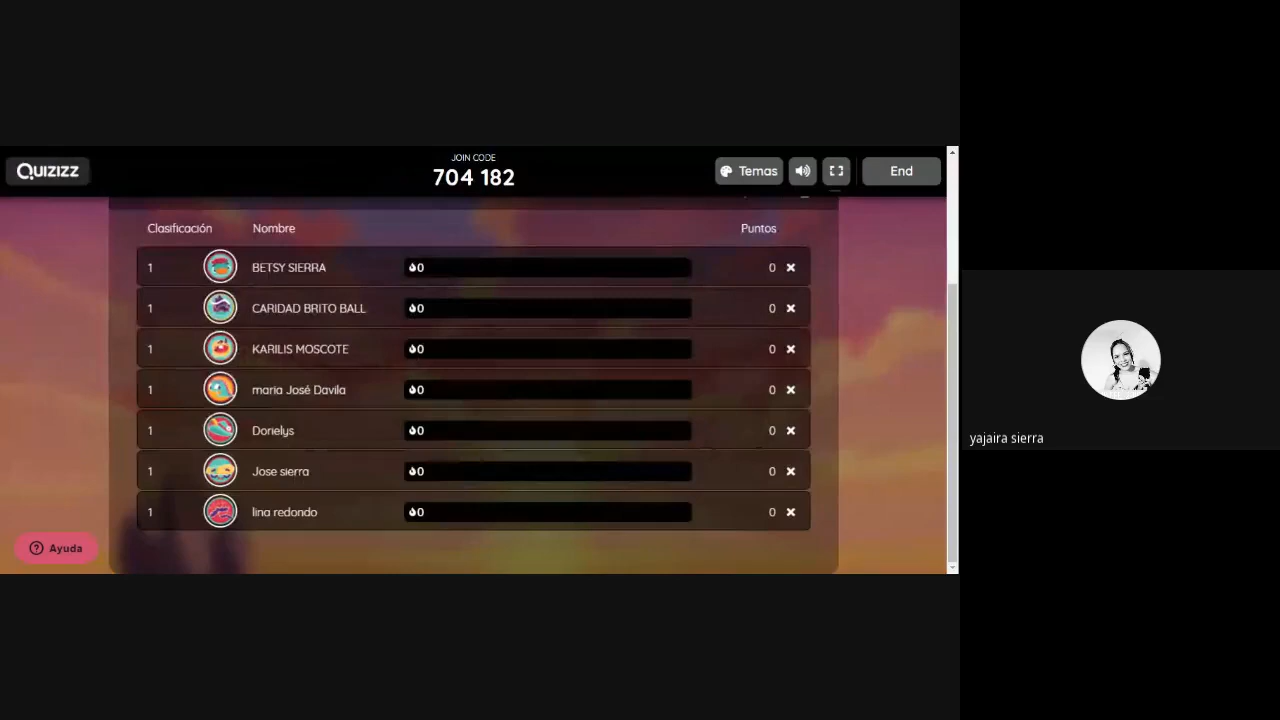 Quizizz
JOIN CODE
704 182
Temas
End
Clasificación Nombre Puntos
1 BETSY SIERRA 0 0
1 CARIDAD BRITO BALL 0 0
1 KARILIS MOSCOTE 0 0
1 maria José Davila 0 0
1 Dorielys 0 0
1 Jose sierra 0 0
1 lina redondo 0 0
Ayuda
yajaira sierra